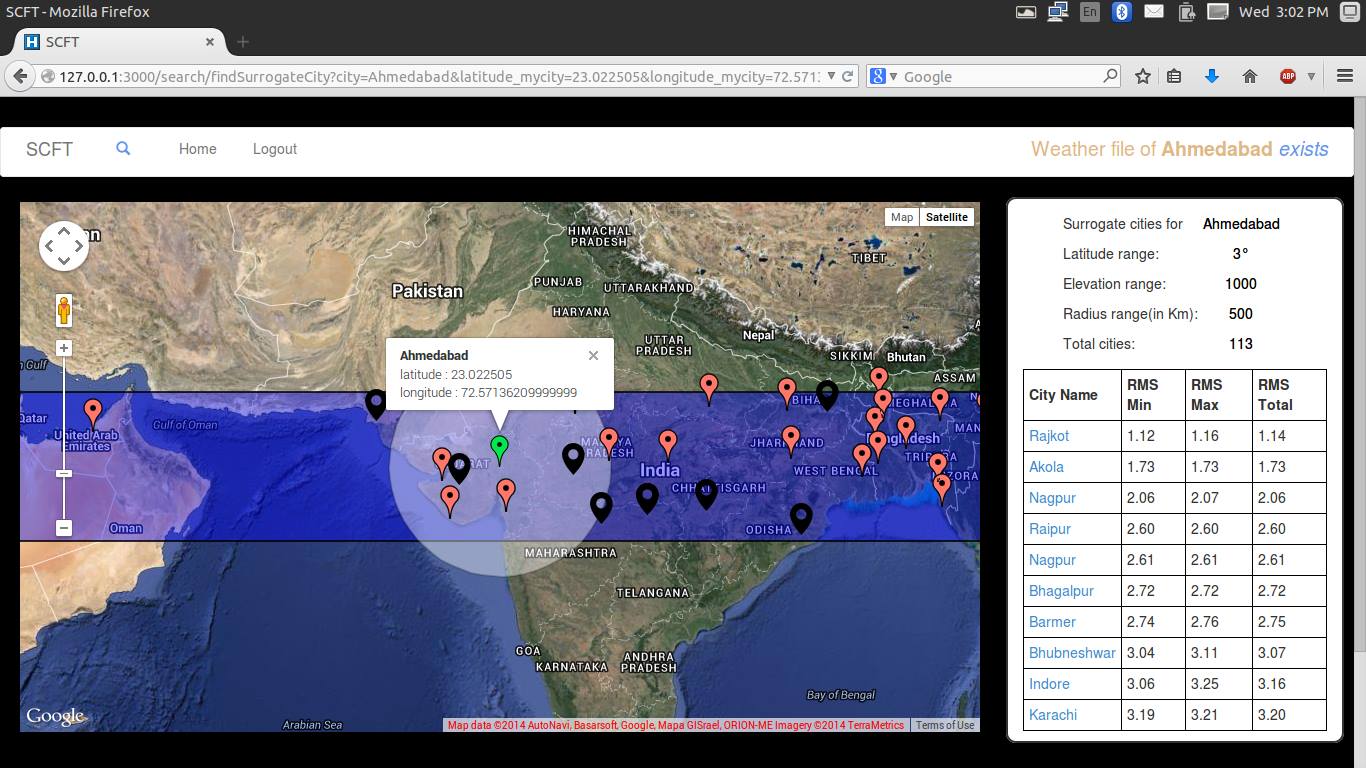 SCFT - Mozilla Firefox
En
Wed 3:02 PM
SCFT
127.0.0.1:3000/search/findSurrogateCity?city=Ahmedabad&latitude_mycity=23.022505&longitude_mycity=72.571
Google
ABP
SCFT Home Logout
Weather file of Ahmedabad exists
Map Satellite
HIMACHAL
PRADESH
TIBET
Pakistan
PUNJAB
UTTARAKHAND
HARYANA
UTTAR
PRADESH
Nepal
SIKKIM
Bhutan
ASSAM
Ahmedabad
latitude : 23.022505
longitude : 72.57136209999999
Gulf
Qatar
United Arab
Emirates
Gulf of Oman
Oman
BIHAR
MEGHALAYA
JHARKHAND
Bangladesh
WEST BENGAL
India
CHHATTISGARH
ODISHA
MAHARASHTRA
TELANGANA
GOA
KARNATAKA
ANDHRA
PRADESH
Bay of Bengal
Arabian Sea
Google
Map data ©2014 AutoNavi, Basarsoft, Google, Mapa GISrael, ORION-ME Imagery ©2014 TerraMetrics
Terms of Use
Surrogate cities for Ahmedabad
Latitude range: 3°
Elevation range: 1000
Radius range(in Km): 500
Total cities: 113
City Name RMS Min RMS Max RMS Total
Rajkot 1.12 1.16 1.14
Akola 1.73 1.73 1.73
Nagpur 2.06 2.07 2.06
Raipur 2.60 2.60 2.60
Nagpur 2.61 2.61 2.61
Bhagalpur 2.72 2.72 2.72
Barmer 2.74 2.76 2.75
Bhubneshwar 3.04 3.11 3.07
Indore 3.06 3.25 3.16
Karachi 3.19 3.21 3.20